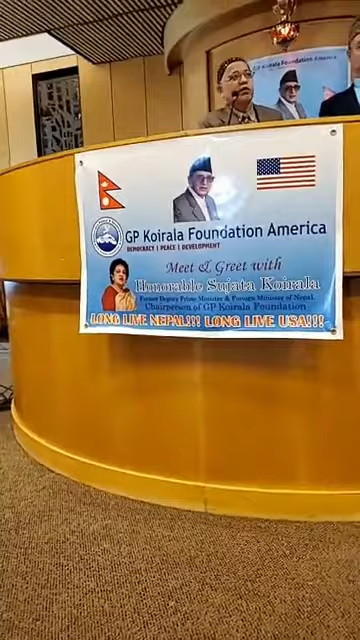 Koirala Foundation America
GP Koirala Foundation America
DEMOCRACY | PEACE | DEVELOPMENT
Meet & Greet with
Honorable Sujata Koirala
Former Deputy Prime Minister & Foreign Minister of Nepal
Chairperson of GP Koirala Foundation
LONG LIVE NEPAL!!! LONG LIVE USA!!!